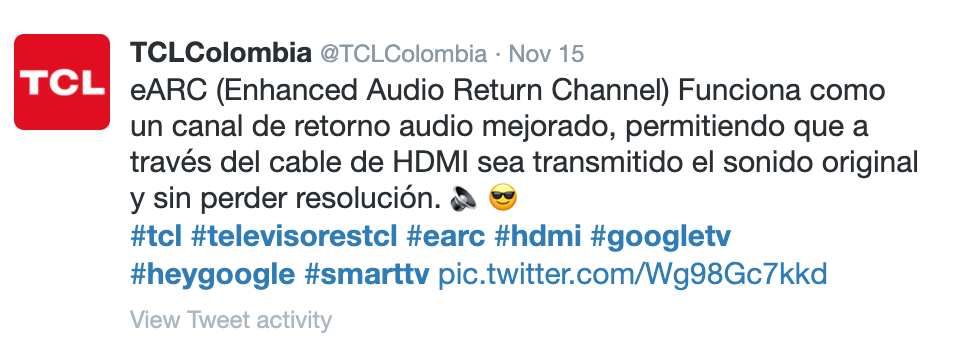 TCL
TCLColombia @TCLColombia · Nov 15
eARC (Enhanced Audio Return Channel) Funciona como
un canal de retorno audio mejorado, permitiendo que a
través del cable de HDMI sea transmitido el sonido original
y sin perder resolución. 🔈 😎
#tcl #televisorestcl #earc #hdmi #googletv
#heygoogle #smarttv pic.twitter.com/Wg98Gc7kkd
View Tweet activity